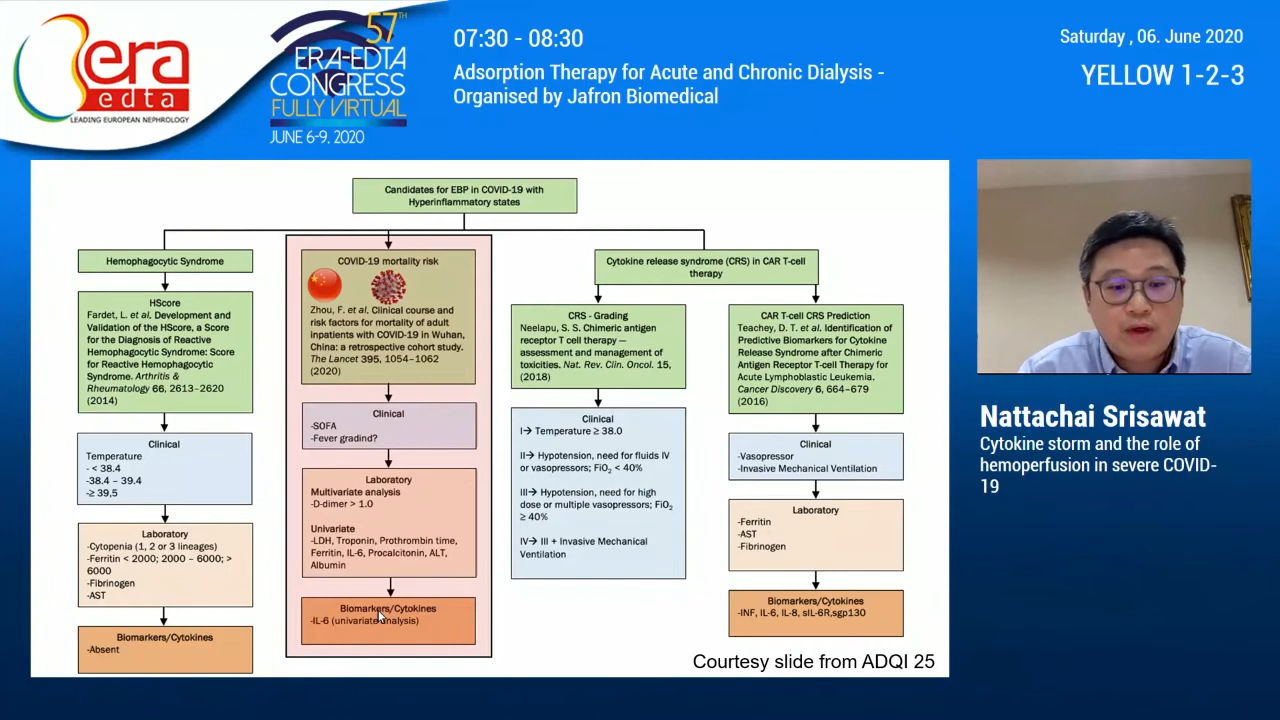 era
edta
LEADING EUROPEAN NEPHROLOGY
57TH
ERA-EDTA
CONGRESS
FULLY VIRTUAL
JUNE 6-9, 2020
07:30 - 08:30
Adsorption Therapy for Acute and Chronic Dialysis -
Organised by Jafron Biomedical
Saturday , 06. June 2020
YELLOW 1-2-3
Candidates for EBP in COVID-19 with
Hyperinflammatory states
Hemophagocytic Syndrome
HScore
Fardet, L. et al. Development and
Validation of the HScore, a Score
for the Diagnosis of Reactive
Hemophagocytic Syndrome: Score
for Reactive Hemophagocytic
Syndrome. Arthritis &
Rheumatology 66, 2613–2620
(2014)
Clinical
Temperature
- < 38.4
-38.4 – 39.4
-≥ 39,5
Laboratory
-Cytopenia (1, 2 or 3 lineages)
-Ferritin < 2000; 2000 – 6000; >
6000
-Fibrinogen
-AST
Biomarkers/Cytokines
-Absent
COVID-19 mortality risk
Zhou, F. et al. Clinical course and
risk factors for mortality of adult
inpatients with COVID-19 in Wuhan,
China: a retrospective cohort study.
The Lancet 395, 1054–1062
(2020)
Clinical
-SOFA
-Fever gradind?
Laboratory
Multivariate analysis
-D-dimer > 1.0
Univariate
-LDH, Troponin, Prothrombin time,
Ferritin, IL-6, Procalcitonin, ALT,
Albumin
Biomarkers/Cytokines
-IL-6 (univariate analysis)
Cytokine release syndrome (CRS) in CAR T-cell
therapy
CRS - Grading
Neelapu, S. S. Chimeric antigen
receptor T cell therapy —
assessment and management of
toxicities. Nat. Rev. Clin. Oncol. 15,
(2018)
Clinical
I→ Temperature ≥ 38.0
II→ Hypotension, need for fluids IV
or vasopressors; FiO2 < 40%
III→ Hypotension, need for high
dose or multiple vasopressors; FiO2
≥ 40%
IV→ III + Invasive Mechanical
Ventilation
CAR T-cell CRS Prediction
Teachey, D. T. et al. Identification of
Predictive Biomarkers for Cytokine
Release Syndrome after Chimeric
Antigen Receptor T-cell Therapy for
Acute Lymphoblastic Leukemia.
Cancer Discovery 6, 664–679
(2016)
Clinical
-Vasopressor
-Invasive Mechanical Ventilation
Laboratory
-Ferritin
-AST
-Fibrinogen
Biomarkers/Cytokines
-INF, IL-6, IL-8, sIL-6R,sgp130
Courtesy slide from ADQI 25
Nattachai Srisawat
Cytokine storm and the role of
hemoperfusion in severe COVID-
19